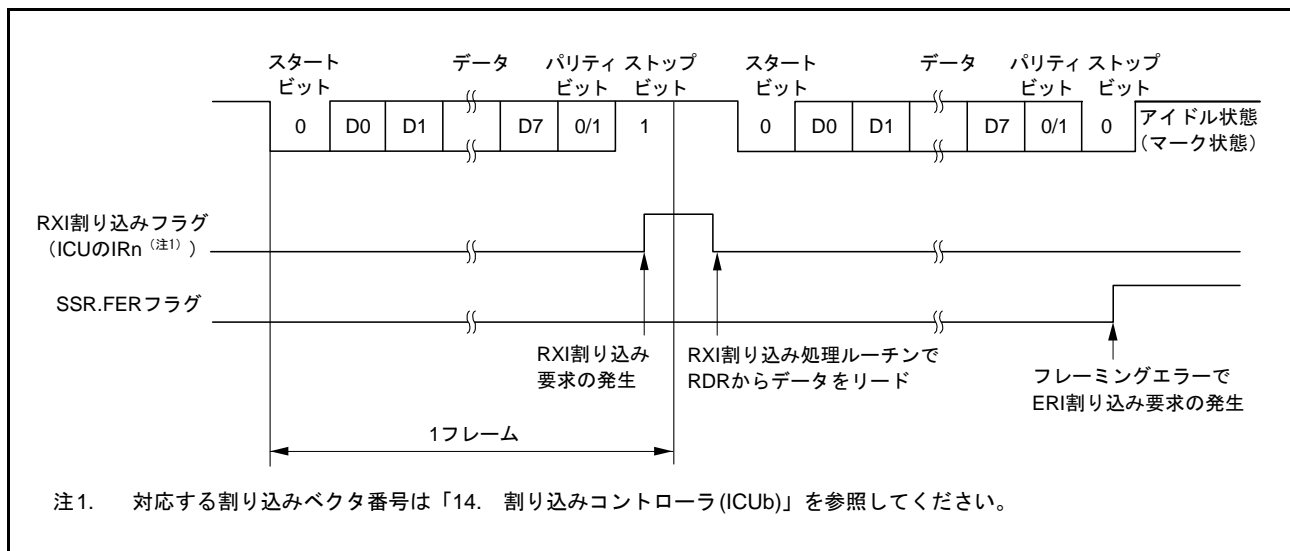 スタート
ビット
データ
パリティ
ビット
ストップ
ビット
スタート
ビット
データ
パリティ
ビット
ストップ
ビット
0 D0 D1 D7 0/1 1 0 D0 D1 D7 0/1 0
アイドル状態
（マーク状態）
RXI割り込みフラグ
（ICUのIRn（注1））
SSR.FERフラグ
RXI割り込み
要求の発生
RXI割り込み処理ルーチンで
RDRからデータをリード
フレーミングエラーで
ERI割り込み要求の発生
1フレーム
注1. 対応する割り込みベクタ番号は「14. 割り込みコントローラ(ICUb)」を参照してください。